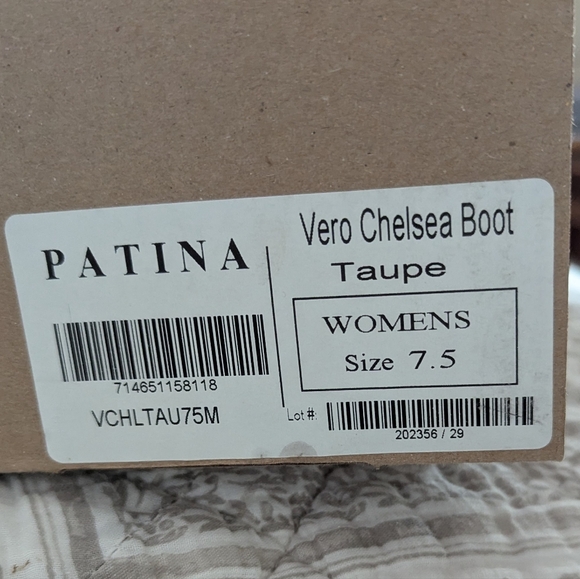 PATINA
714651158118
VCHLTAU75M
Vero Chelsea Boot
Taupe
WOMENS
Size 7.5
Lot #:
202356 / 29